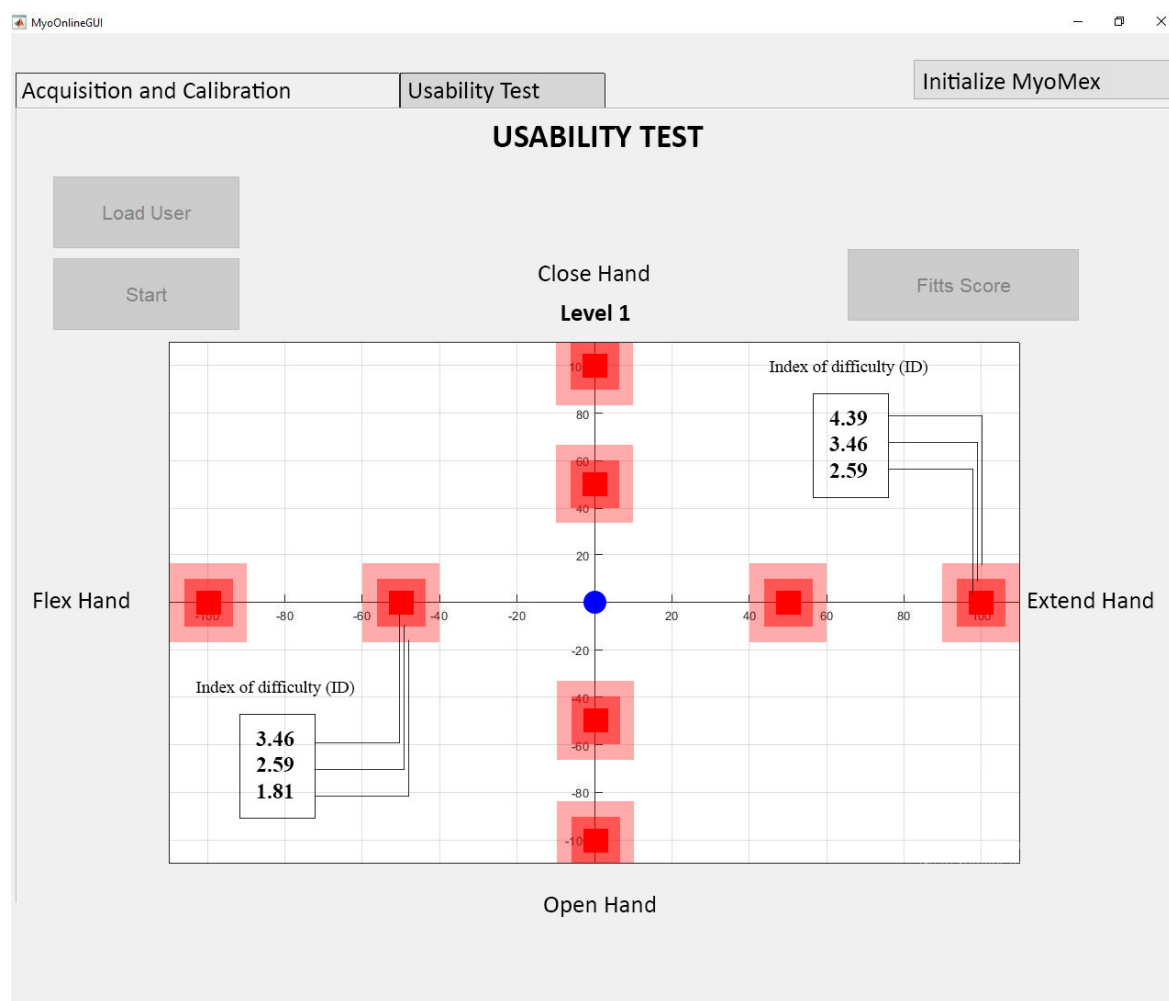 MyoOnlineGUI
Acquisition and Calibration
Usability Test
Initialize MyoMex
USABILITY TEST
Load User
Start
Close Hand
Level 1
Fitts Score
Index of difficulty (ID)
4.39
3.46
2.59
80
60
40
20
Flex Hand
-100
-80
-60
-40
-20
20
40
60
80
100
Extend Hand
-20
-40
-60
-80
Index of difficulty (ID)
3.46
2.59
1.81
Open Hand